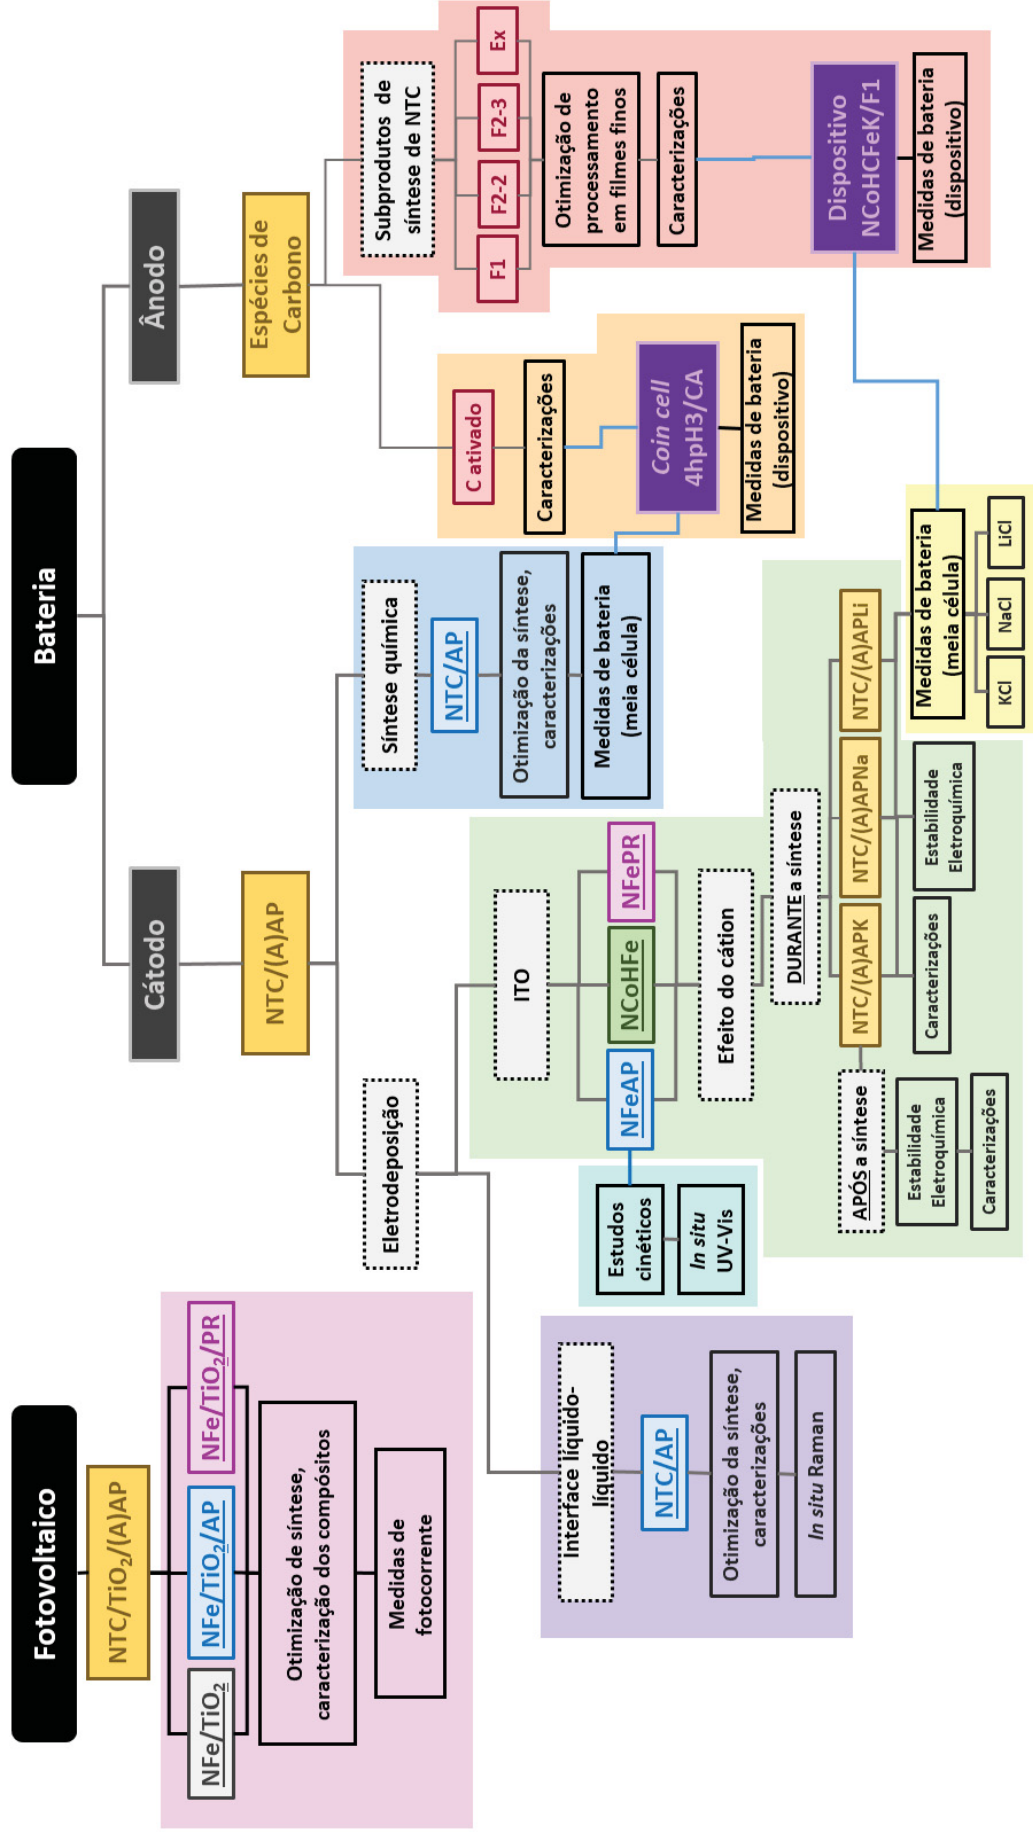 Fotovoltaico
NTC/TiO₂/(A)AP
NFe/TiO₂
NFe/TiO₂/AP
NFe/TiO₂/PR
Otimização de síntese,
caracterização dos compósitos
Medidas de
fotocorrente
Bateria
Cátodo
NTC/(A)AP
Eletrodeposição
Interface líquido-
líquido
NTC/AP
Otimização da síntese,
caracterizações
In situ Raman
ITO
NFeAP
NCoHFe
NFePR
Estudos
cinéticos
In situ
UV-Vis
Efeito do cátion
DURANTE a síntese
NTC/(A)APK
NTC/(A)APNa
NTC/(A)APLi
APÓS a síntese
Estabilidade
Eletroquímica
Caracterizações
Caracterizações
Estabilidade
Eletroquímica
Medidas de bateria
(meia célula)
KCl
NaCl
LiCl
Síntese química
NTC/AP
Otimização da síntese,
caracterizações
Medidas de bateria
(meia célula)
Ânodo
Espécies de
Carbono
C ativado
Caracterizações
Coin cell
4hpH3/CA
Medidas de bateria
(dispositivo)
Subprodutos de
síntese de NTC
F1
F2-2
F2-3
Ex
Otimização de
processamento
em filmes finos
Caracterizações
Dispositivo
NCoHCFeK/F1
Medidas de bateria
(dispositivo)